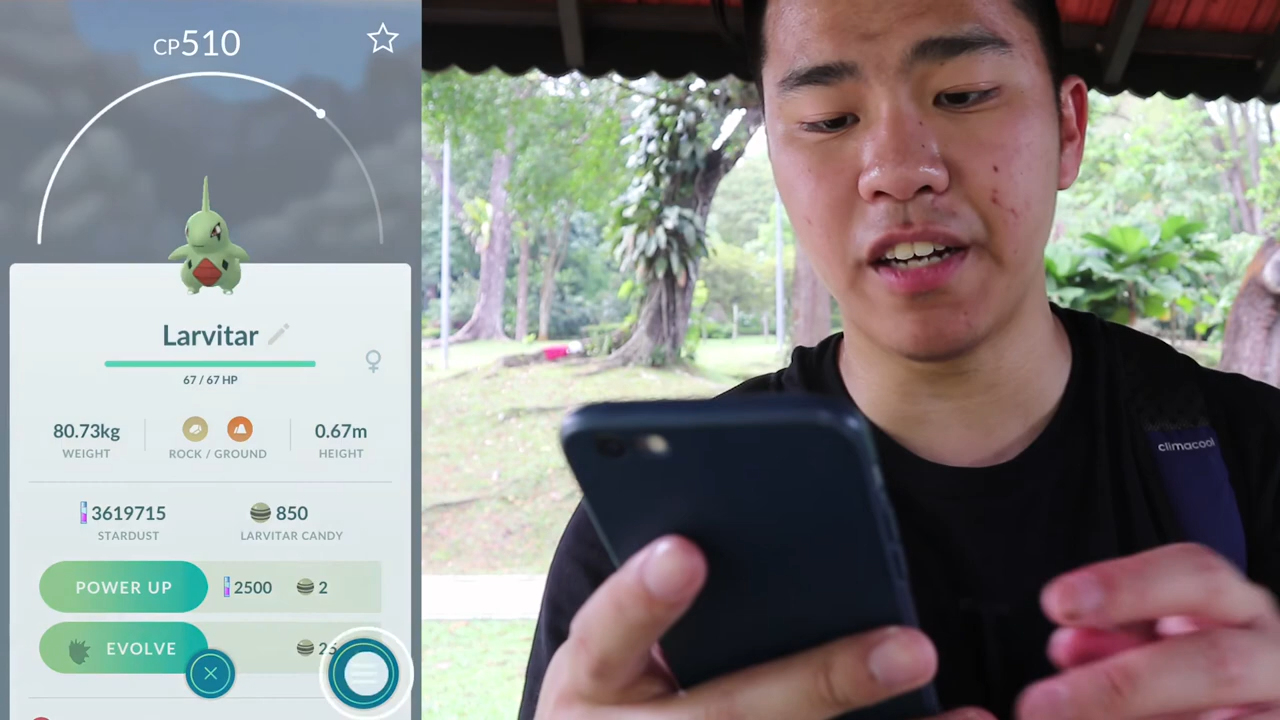 CP510
Larvitar
67 / 67 HP
80.73kg
WEIGHT
ROCK / GROUND
0.67m
HEIGHT
3619715
STARDUST
850
LARVITAR CANDY
POWER UP
2500
2
EVOLVE
climacool